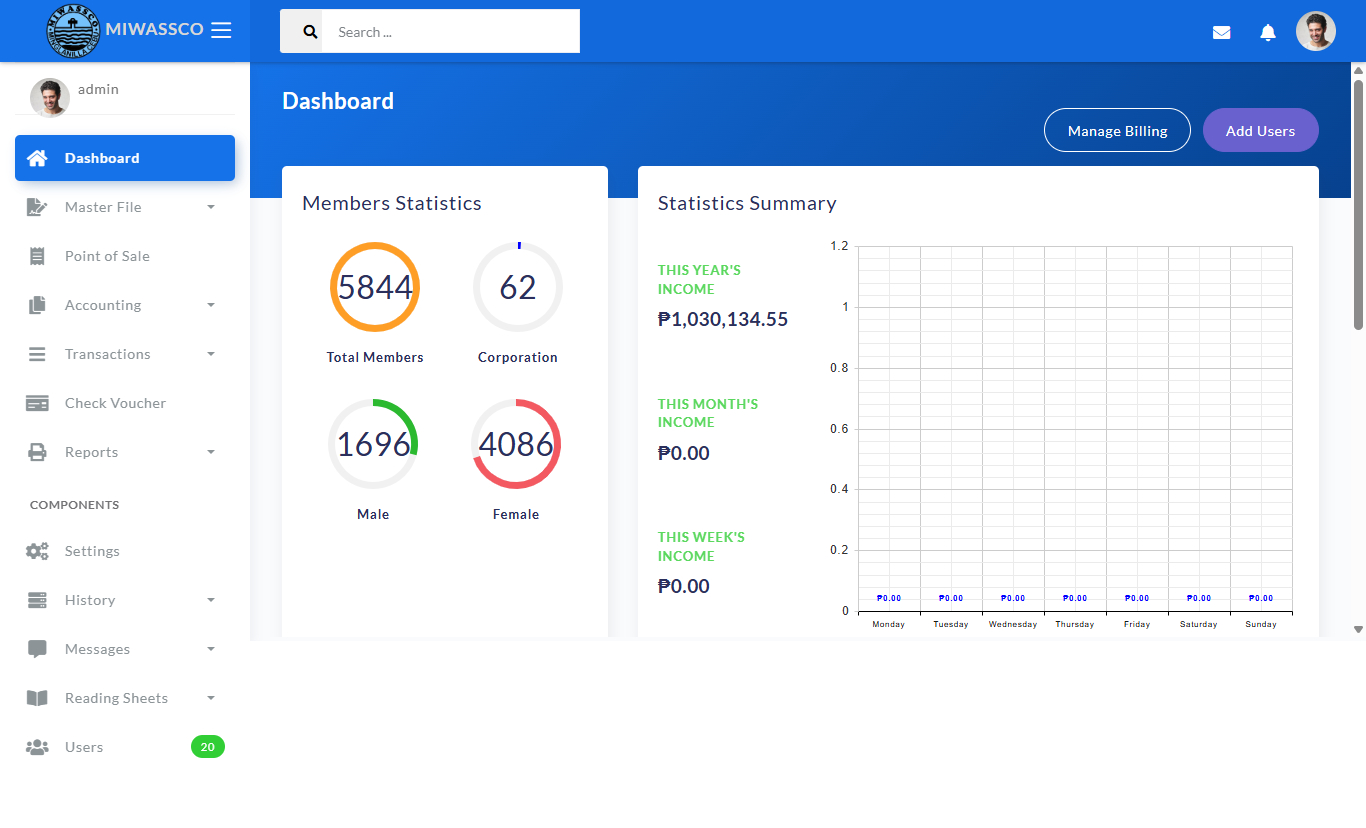 MIWASSCO
MIWASSCO
Search ...
admin
Dashboard
Master File
Point of Sale
Accounting
Transactions
Check Voucher
Reports
COMPONENTS
Settings
History
Messages
Reading Sheets
Users
20
Dashboard
Manage Billing
Add Users
Members Statistics
5844
Total Members
62
Corporation
1696
Male
4086
Female
Statistics Summary
THIS YEAR'S
INCOME
₱1,030,134.55
THIS MONTH'S
INCOME
₱0.00
THIS WEEK'S
INCOME
₱0.00
1.2
1
0.8
0.6
0.4
0.2
0
₱0.00 ₱0.00 ₱0.00 ₱0.00 ₱0.00 ₱0.00 ₱0.00
Monday Tuesday Wednesday Thursday Friday Saturday Sunday